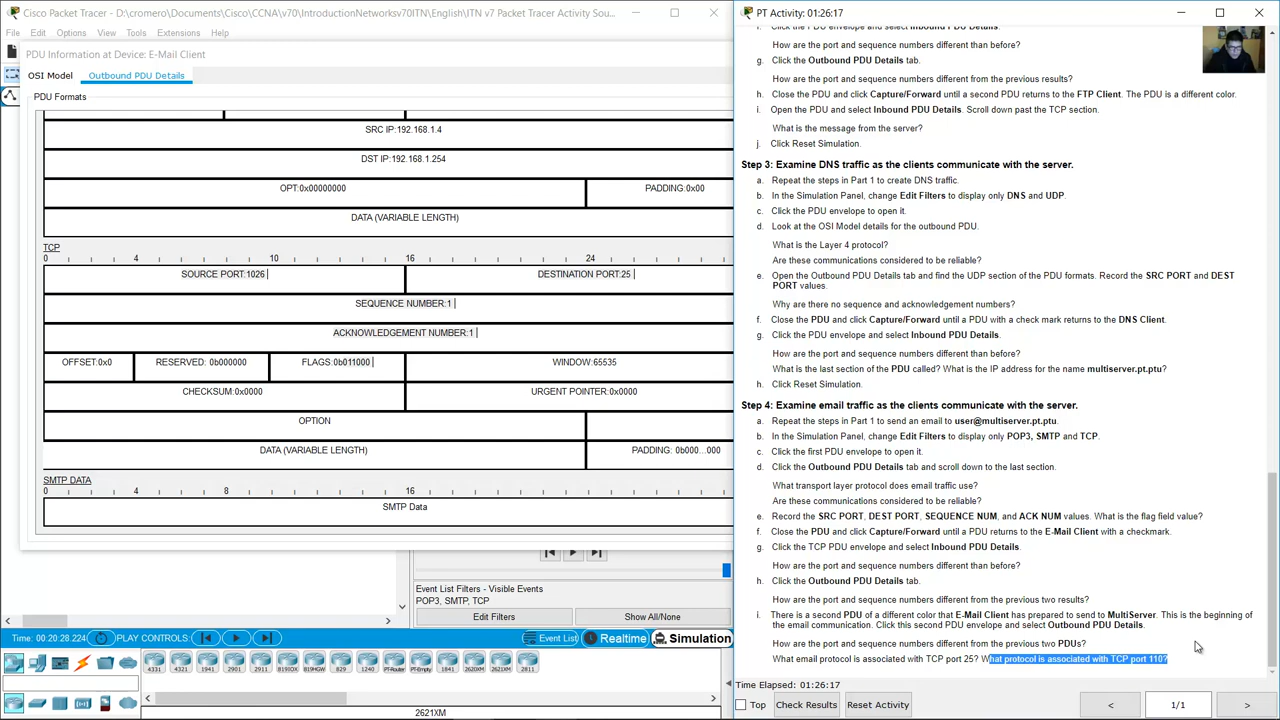 Cisco Packet Tracer - D:\cromero\Documents\Cisco\CCNA\v70\IntroductionNetworksv70ITN\English\ITN v7 Packet Tracer Activity Sou...
File Edit Options View Tools Extensions Help
PDU Information at Device: E-Mail Client
OSI Model Outbound PDU Details
PDU Formats
SRC IP:192.168.1.4
DST IP:192.168.1.254
OPT:0x00000000 PADDING:0x00
DATA (VARIABLE LENGTH)
TCP
0 4 10 16 24
SOURCE PORT:1026 DESTINATION PORT:25
SEQUENCE NUMBER:1
ACKNOWLEDGEMENT NUMBER:1
OFFSET:0x0 RESERVED: 0b000000 FLAGS:0b011000 WINDOW:65535
CHECKSUM:0x0000 URGENT POINTER:0x0000
OPTION
DATA (VARIABLE LENGTH) PADDING: 0b000...000
SMTP DATA
0 4 8 16
SMTP Data
Event List Filters - Visible Events
POP3, SMTP, TCP
Edit Filters Show All/None
Time: 00:20:28.224 PLAY CONTROLS: Event List Realtime Simulation
4331 4321 1941 2901 2911 819IOX 819HGW 829 1240 PT-Router PT-Empty 1841 2620XM 2621XM 2811
2621XM
PT Activity: 01:26:17
How are the port and sequence numbers different than before?
g. Click the Outbound PDU Details tab.
How are the port and sequence numbers different from the previous results?
h. Close the PDU and click Capture/Forward until a second PDU returns to the FTP Client. The PDU is a different color.
i. Open the PDU and select Inbound PDU Details. Scroll down past the TCP section.
What is the message from the server?
j. Click Reset Simulation.
Step 3: Examine DNS traffic as the clients communicate with the server.
a. Repeat the steps in Part 1 to create DNS traffic.
b. In the Simulation Panel, change Edit Filters to display only DNS and UDP.
c. Click the PDU envelope to open it.
d. Look at the OSI Model details for the outbound PDU.
What is the Layer 4 protocol?
Are these communications considered to be reliable?
e. Open the Outbound PDU Details tab and find the UDP section of the PDU formats. Record the SRC PORT and DEST
PORT values.
Why are there no sequence and acknowledgement numbers?
f. Close the PDU and click Capture/Forward until a PDU with a check mark returns to the DNS Client.
g. Click the PDU envelope and select Inbound PDU Details.
How are the port and sequence numbers different than before?
What is the last section of the PDU called? What is the IP address for the name multiserver.pt.ptu?
h. Click Reset Simulation.
Step 4: Examine email traffic as the clients communicate with the server.
a. Repeat the steps in Part 1 to send an email to user@multiserver.pt.ptu.
b. In the Simulation Panel, change Edit Filters to display only POP3, SMTP and TCP.
c. Click the first PDU envelope to open it.
d. Click the Outbound PDU Details tab and scroll down to the last section.
What transport layer protocol does email traffic use?
Are these communications considered to be reliable?
e. Record the SRC PORT, DEST PORT, SEQUENCE NUM, and ACK NUM values. What is the flag field value?
f. Close the PDU and click Capture/Forward until a PDU returns to the E-Mail Client with a checkmark.
g. Click the TCP PDU envelope and select Inbound PDU Details.
How are the port and sequence numbers different than before?
h. Click the Outbound PDU Details tab.
How are the port and sequence numbers different from the previous two results?
i. There is a second PDU of a different color that E-Mail Client has prepared to send to MultiServer. This is the beginning of
the email communication. Click this second PDU envelope and select Outbound PDU Details.
How are the port and sequence numbers different from the previous two PDUs?
What email protocol is associated with TCP port 25? What protocol is associated with TCP port 110?
Time Elapsed: 01:26:17
Top Check Results Reset Activity < 1/1 >